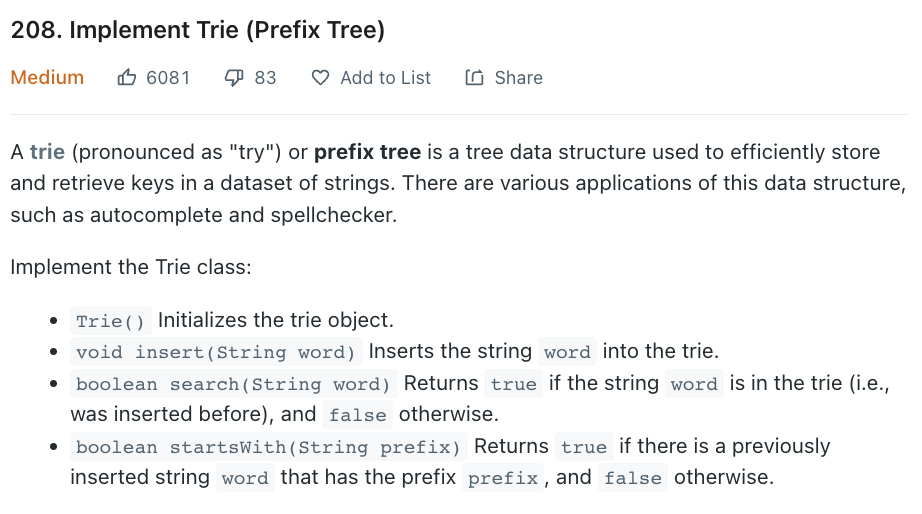 208. Implement Trie (Prefix Tree)
Medium 6081 83 Add to List Share
A trie (pronounced as "try") or prefix tree is a tree data structure used to efficiently store
and retrieve keys in a dataset of strings. There are various applications of this data structure,
such as autocomplete and spellchecker.
Implement the Trie class:
• Trie() Initializes the trie object.
• void insert(String word) Inserts the string word into the trie.
• boolean search(String word) Returns true if the string word is in the trie (i.e.,
was inserted before), and false otherwise.
• boolean startsWith(String prefix) Returns true if there is a previously
inserted string word that has the prefix prefix, and false otherwise.